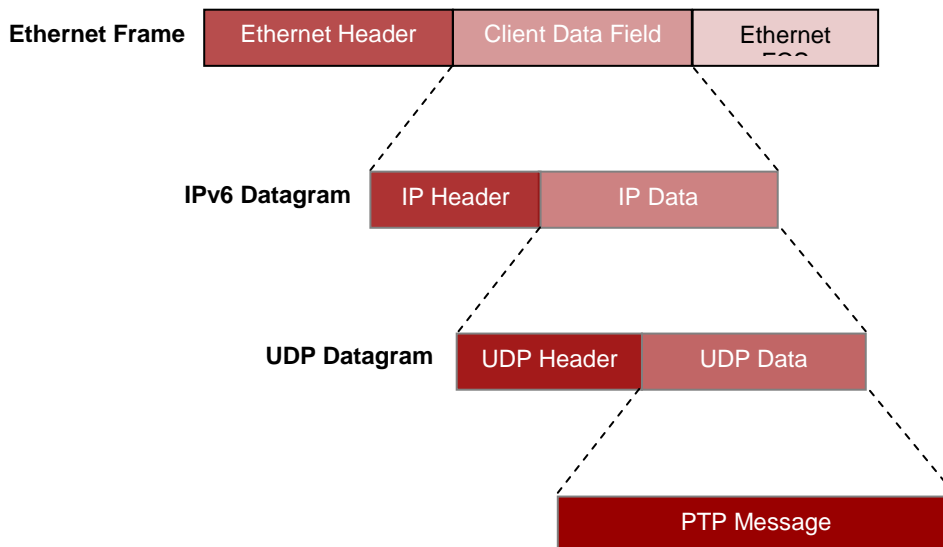 Ethernet Frame
Ethernet Header
Client Data Field
Ethernet
IPv6 Datagram
IP Header
IP Data
UDP Datagram
UDP Header
UDP Data
PTP Message